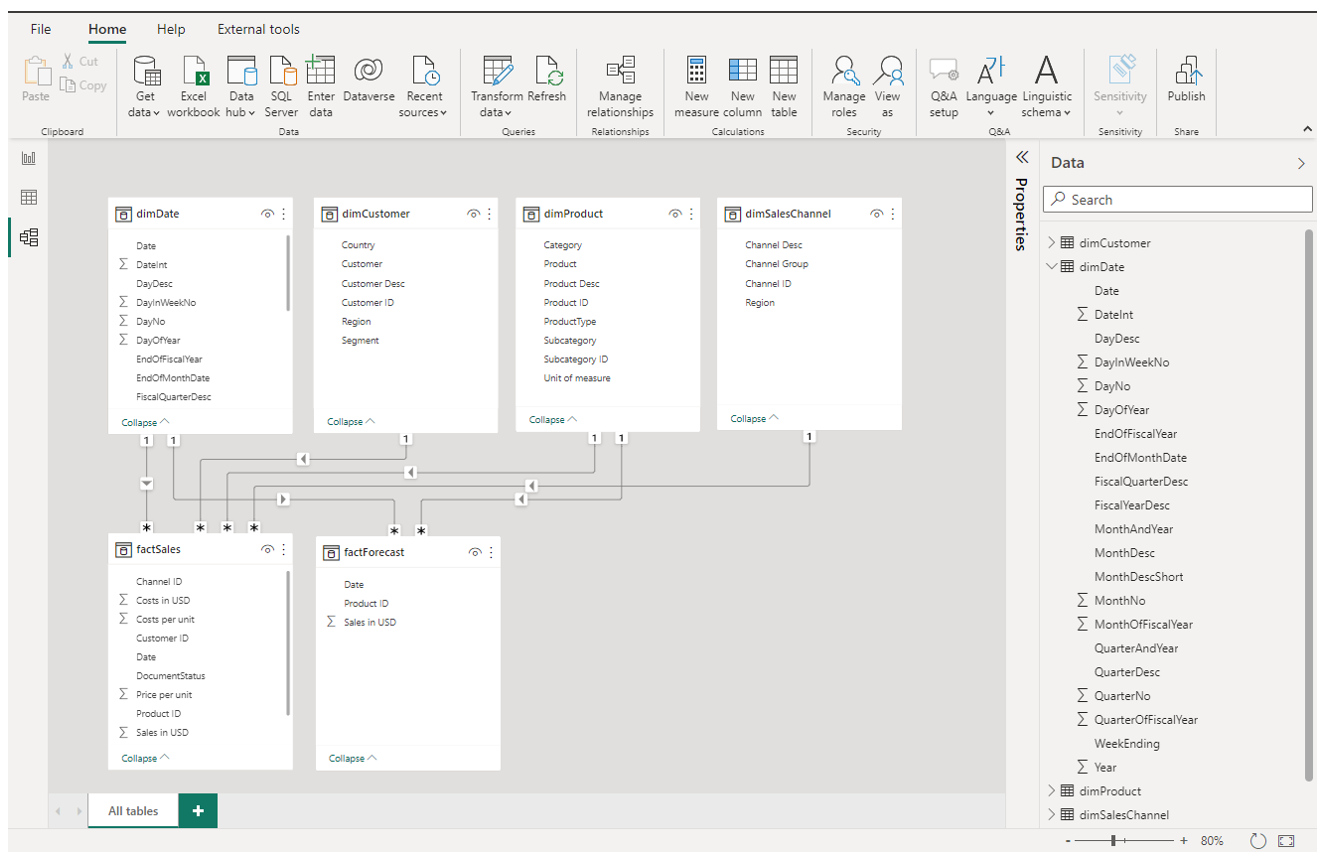 File Home Help External tools
Paste
Cut
Copy
Clipboard
Get data
Excel workbook
Data hub
SQL Server
Enter data
Dataverse
Recent sources
Data
Transform data
Refresh
Queries
Manage relationships
Relationships
New measure
New column
New table
Calculations
Manage roles
View as
Security
Q&A setup
Language
Linguistic schema
Q&A
Sensitivity
Sensitivity
Publish
Share
dimDate
Date
DateInt
DayDesc
DayInWeekNo
DayNo
DayOfYear
EndOfFiscalYear
EndOfMonthDate
FiscalQuarterDesc
Collapse
dimCustomer
Country
Customer
Customer Desc
Customer ID
Region
Segment
Collapse
dimProduct
Category
Product
Product Desc
Product ID
ProductType
Subcategory
Subcategory ID
Unit of measure
Collapse
dimSalesChannel
Channel Desc
Channel Group
Channel ID
Region
Collapse
1 1 1 1 1 1
* * * * * *
factSales
Channel ID
Costs in USD
Costs per unit
Customer ID
Date
DocumentStatus
Price per unit
Product ID
Sales in USD
Collapse
factForecast
Date
Product ID
Sales in USD
Collapse
All tables
+
Properties
Data
Search
dimCustomer
dimDate
Date
DateInt
DayDesc
DayInWeekNo
DayNo
DayOfYear
EndOfFiscalYear
EndOfMonthDate
FiscalQuarterDesc
FiscalYearDesc
MonthAndYear
MonthDesc
MonthDescShort
MonthNo
MonthOfFiscalYear
QuarterAndYear
QuarterDesc
QuarterNo
QuarterOfFiscalYear
WeekEnding
Year
dimProduct
dimSalesChannel
- + 80%